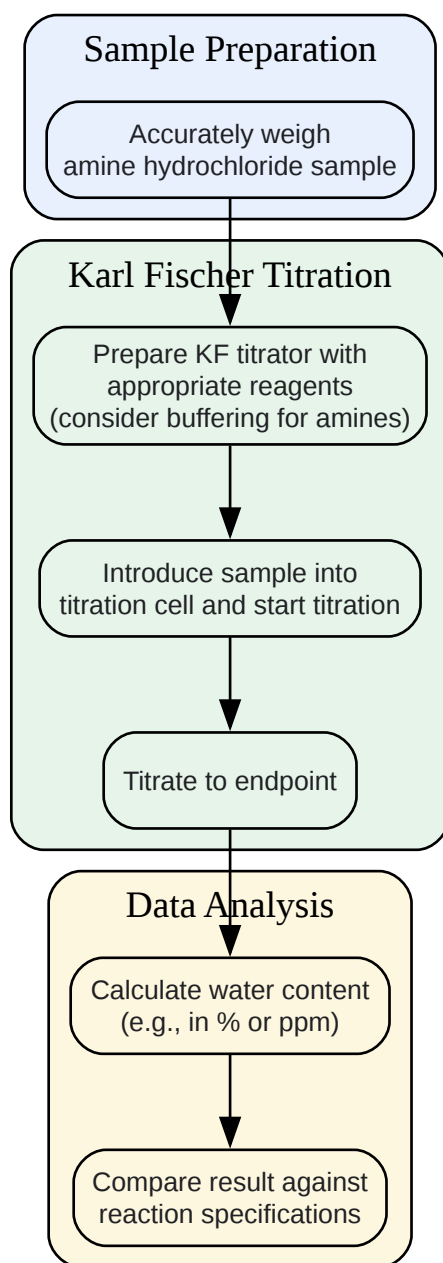 Sample Preparation
Accurately weigh
amine hydrochloride sample
Karl Fischer Titration
Prepare KF titrator with
appropriate reagents
(consider buffering for amines)
Introduce sample into
titration cell and start titration
Titrate to endpoint
Data Analysis
Calculate water content
(e.g., in % or ppm)
Compare result against
reaction specifications